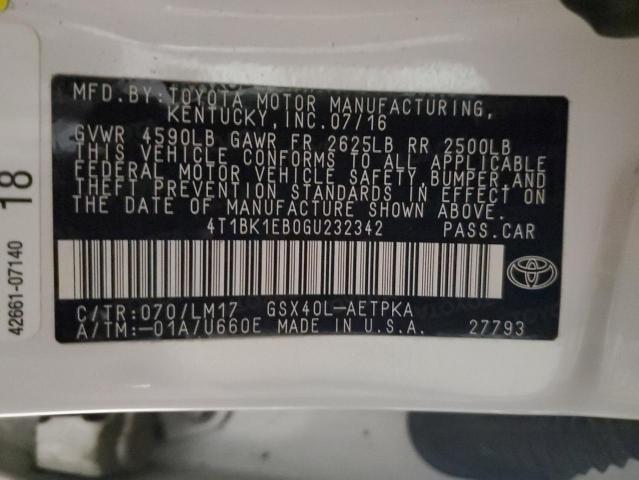 MFD. BY:TOYOTA MOTOR MANUFACTURING,
KENTUCKY, INC. 07/16
GVWR 4590LB GAWR FR 2625LB RR 2500LB
THIS VEHICLE CONFORMS TO ALL APPLICABLE
FEDERAL MOTOR VEHICLE SAFETY, BUMPER, AND
THEFT PREVENTION STANDARDS IN EFFECT ON
THE DATE OF MANUFACTURE SHOWN ABOVE.
4T1BK1EB0GU232342 PASS.CAR
C/TR:070/LM17 GSX40L-AETPKA
A/TM:-01A/U660E MADE IN U.S.A. 27793
42661-07140
18